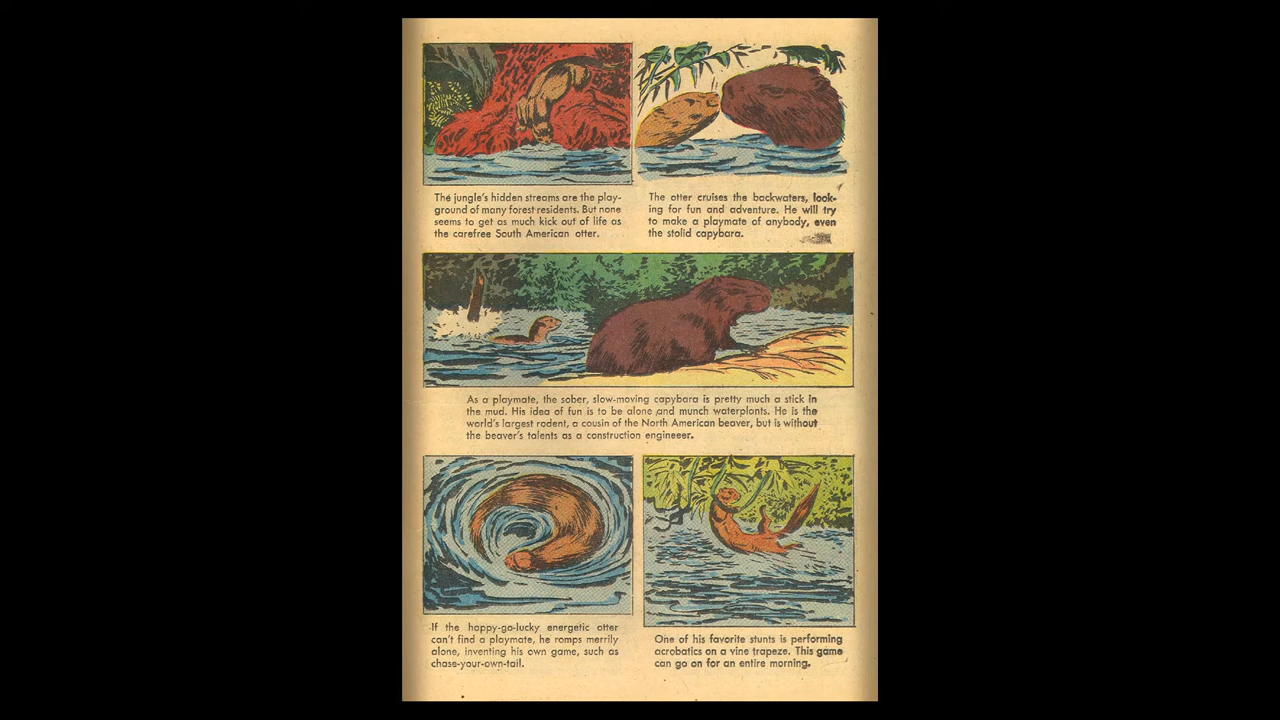 The jungle's hidden streams are the play-
ground of many forest residents. But none
seems to get as much kick out of life as
the carefree South American otter.
The otter cruises the backwaters, look-
ing for fun and adventure. He will try
to make a playmate of anybody, even
the stolid capybara.
As a playmate, the sober, slow-moving capybara is pretty much a stick in
the mud. His idea of fun is to be alone and munch waterplants. He is the
world's largest rodent, a cousin of the North American beaver, but is without
the beaver's talents as a construction engineeer.
If the happy-go-lucky energetic otter
can't find a playmate, he romps merrily
alone, inventing his own game, such as
chase-your-own-tail.
One of his favorite stunts is performing
acrobatics on a vine trapeze. This game
can go on for an entire morning.